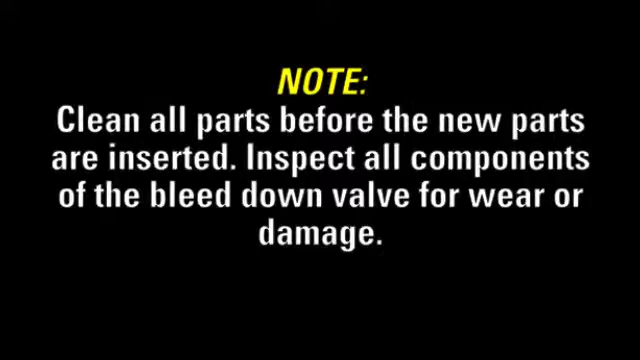 NOTE:
Clean all parts before the new parts
are inserted. Inspect all components
of the bleed down valve for wear or
damage.